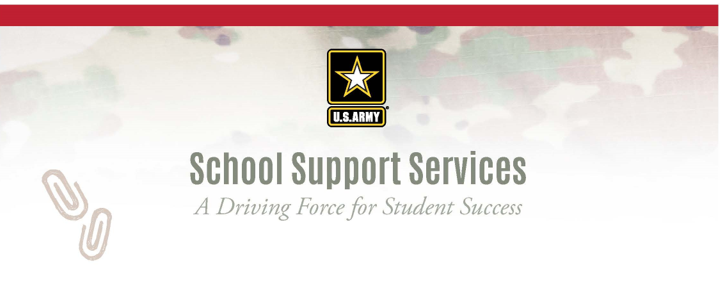 U.S.ARMY
School Support Services
A Driving Force for Student Success